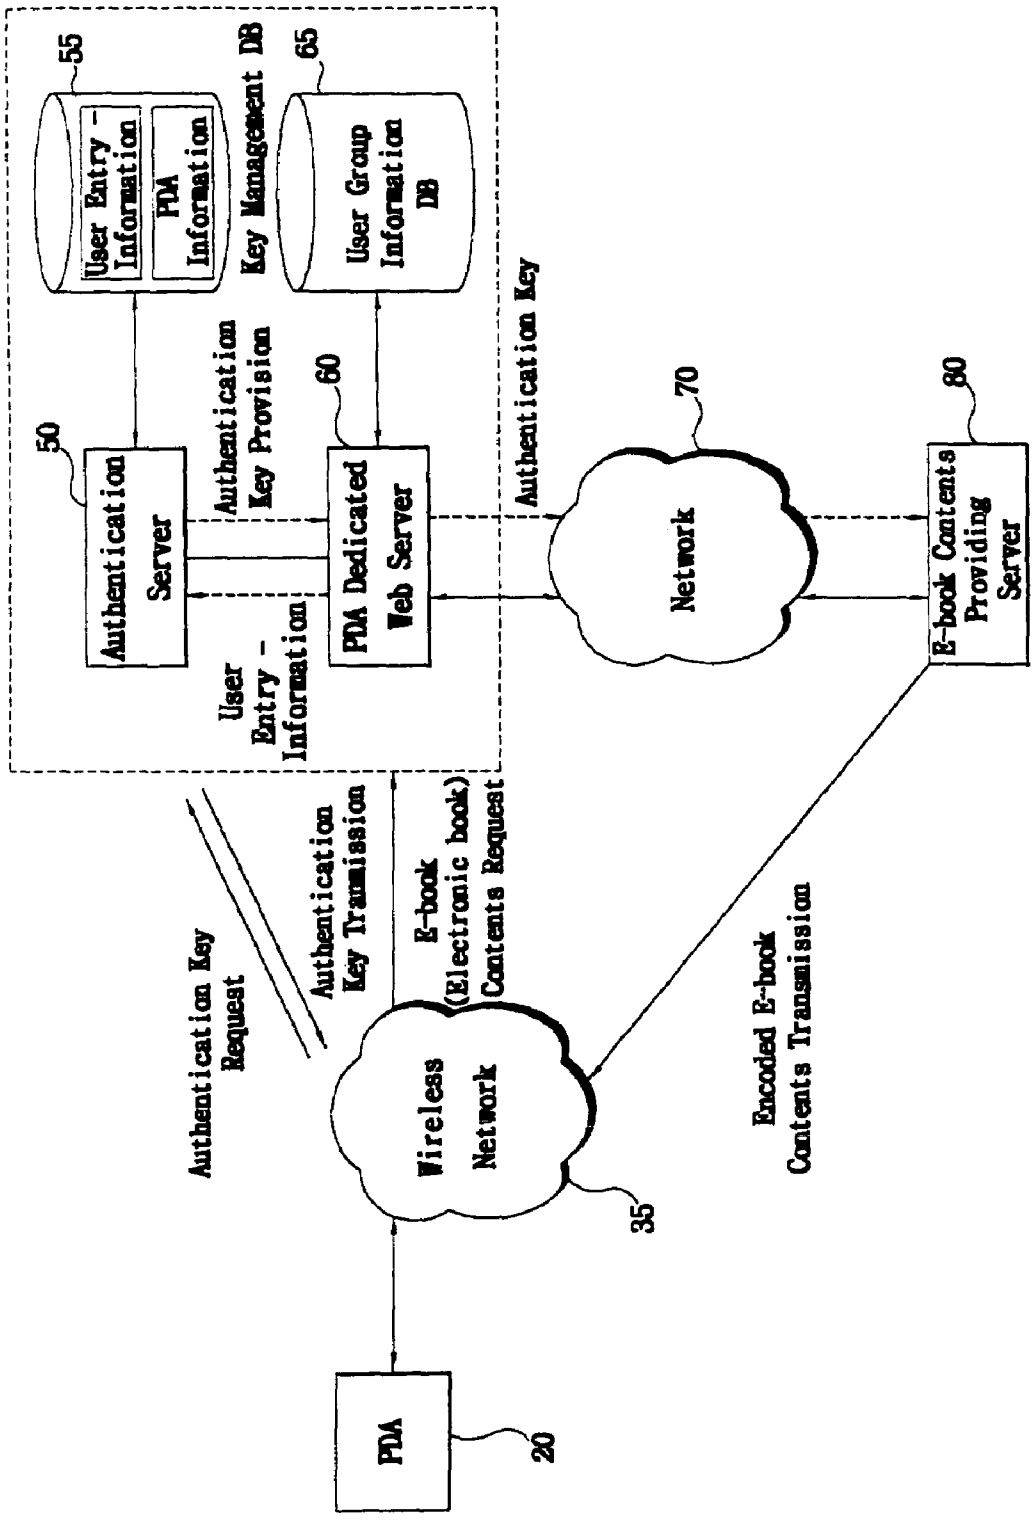 55
User Entry -
Information
PDA
Information
Key Management DB
65
User Group
Information
DB
50
Authentication
Server
Authentication
Key Provision
60
PDA Dedicated
Web Server
User
Entry -
Information
Authentication Key
70
Network
80
E-book Contents
Providing
Server
Authentication Key
Request
Authentication
Key Tranmission
E-book
(Electronic book)
Contents Request
Wireless
Network
35
Encoded E-book
Contents Transmission
PDA
20